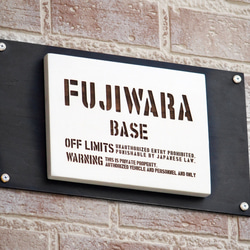 FUJIWARA
BASE
OFF LIMITS UNAUTHORIZED ENTRY PROHIBITED.
PUNISHABLE BY JAPANESE LAW.
WARNING THIS IS PRIVATE PROPERTY.
AUTHORIZED VEHICLE AND PERSONNEL AND ONLY